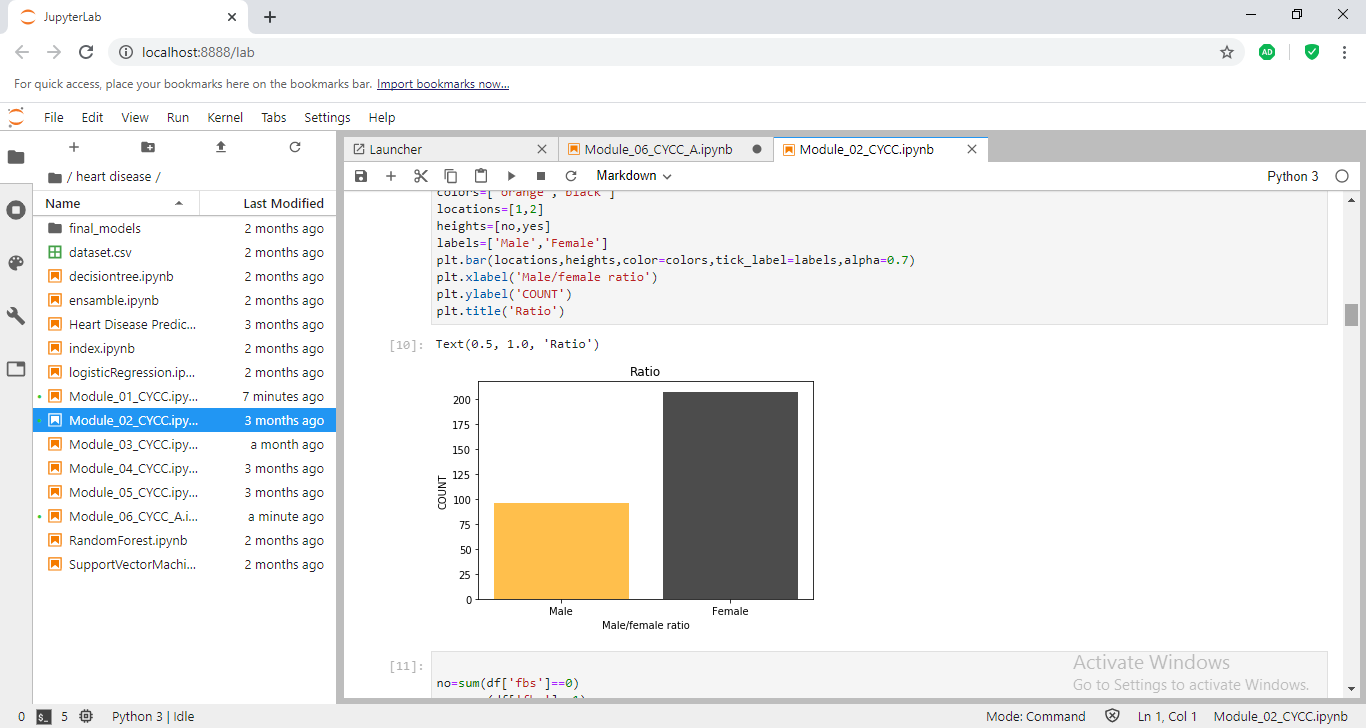 JupyterLab
localhost:8888/lab
AD
For quick access, place your bookmarks here on the bookmarks bar. Import bookmarks now...
File Edit View Run Kernel Tabs Settings Help
Launcher
Module_06_CYCC_A.ipynb
Module_02_CYCC.ipynb
Markdown
Python 3
/ heart disease /
Name Last Modified
final_models 2 months ago
dataset.csv 2 months ago
decisiontree.ipynb 2 months ago
ensamble.ipynb 2 months ago
Heart Disease Predic... 3 months ago
index.ipynb 2 months ago
logisticRegression.ip... 2 months ago
Module_01_CYCC.ipy... 7 minutes ago
Module_02_CYCC.ipy... 3 months ago
Module_03_CYCC.ipy... a month ago
Module_04_CYCC.ipy... 3 months ago
Module_05_CYCC.ipy... 3 months ago
Module_06_CYCC_A.i... a minute ago
RandomForest.ipynb 2 months ago
SupportVectorMachi... 2 months ago
colors=['orange','black']
locations=[1,2]
heights=[no,yes]
labels=['Male','Female']
plt.bar(locations,heights,color=colors,tick_label=labels,alpha=0.7)
plt.xlabel('Male/female ratio')
plt.ylabel('COUNT')
plt.title('Ratio')
[10]: Text(0.5, 1.0, 'Ratio')
Ratio
200
175
150
125
100
75
50
25
0
COUNT
Male Female
Male/female ratio
[11]:
no=sum(df['fbs']==0)
Activate Windows
Go to Settings to activate Windows.
0 $_ 5 Python 3 | Idle
Mode: Command Ln 1, Col 1 Module_02_CYCC.ipynb